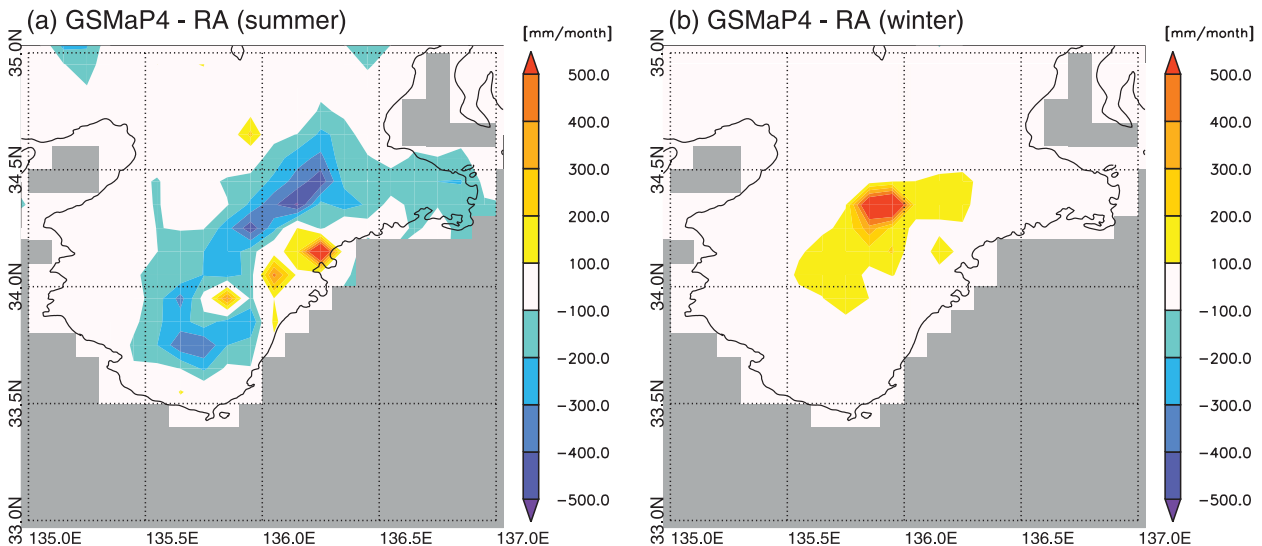 (a) GSMaP4 - RA (summer)
[mm/month]
35.0N
34.5N
34.0N
33.5N
33.0N
135.0E 135.5E 136.0E 136.5E 137.0E
500.0
400.0
300.0
200.0
100.0
-100.0
-200.0
-300.0
-400.0
-500.0
(b) GSMaP4 - RA (winter)
[mm/month]
35.0N
34.5N
34.0N
33.5N
33.0N
135.0E 135.5E 136.0E 136.5E 137.0E
500.0
400.0
300.0
200.0
100.0
-100.0
-200.0
-300.0
-400.0
-500.0